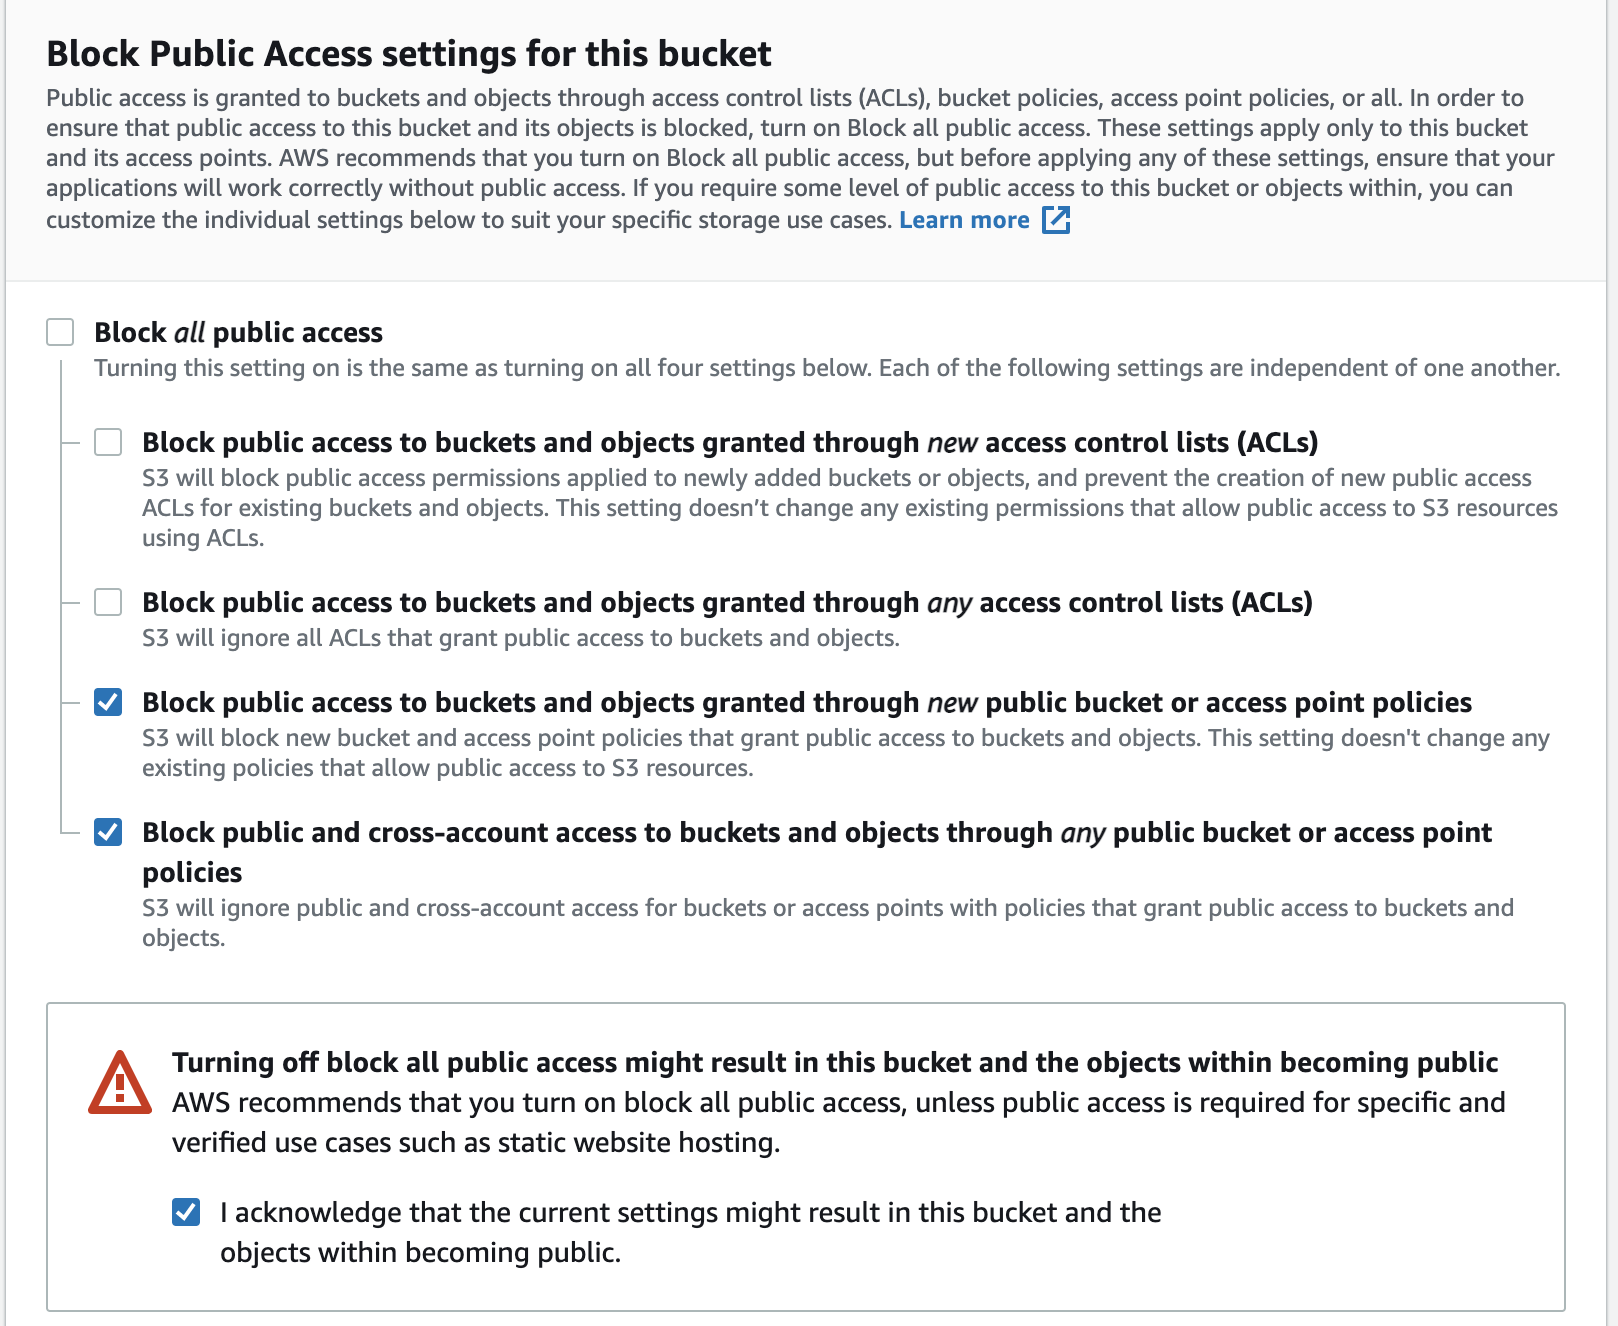 Block Public Access settings for this bucket
Public access is granted to buckets and objects through access control lists (ACLs), bucket policies, access point policies, or all. In order to
ensure that public access to this bucket and its objects is blocked, turn on Block all public access. These settings apply only to this bucket
and its access points. AWS recommends that you turn on Block all public access, but before applying any of these settings, ensure that your
applications will work correctly without public access. If you require some level of public access to this bucket or objects within, you can
customize the individual settings below to suit your specific storage use cases. Learn more
Block all public access
Turning this setting on is the same as turning on all four settings below. Each of the following settings are independent of one another.
Block public access to buckets and objects granted through new access control lists (ACLs)
S3 will block public access permissions applied to newly added buckets or objects, and prevent the creation of new public access
ACLs for existing buckets and objects. This setting doesn’t change any existing permissions that allow public access to S3 resources
using ACLs.
Block public access to buckets and objects granted through any access control lists (ACLs)
S3 will ignore all ACLs that grant public access to buckets and objects.
Block public access to buckets and objects granted through new public bucket or access point policies
S3 will block new bucket and access point policies that grant public access to buckets and objects. This setting doesn't change any
existing policies that allow public access to S3 resources.
Block public and cross-account access to buckets and objects through any public bucket or access point
policies
S3 will ignore public and cross-account access for buckets or access points with policies that grant public access to buckets and
objects.
Turning off block all public access might result in this bucket and the objects within becoming public
AWS recommends that you turn on block all public access, unless public access is required for specific and
verified use cases such as static website hosting.
I acknowledge that the current settings might result in this bucket and the
objects within becoming public.